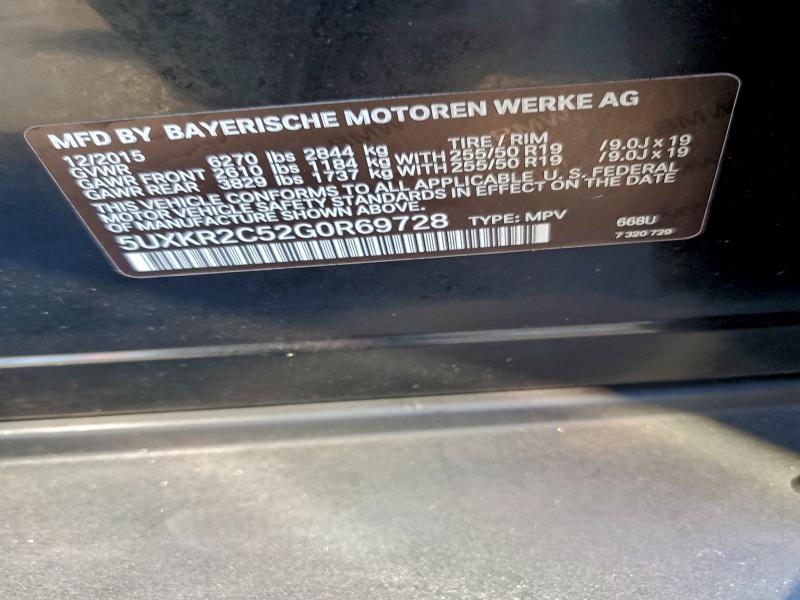 MFD BY BAYERISCHE MOTOREN WERKE AG
12/2015 TIRE / RIM
GVWR 6270 lbs 2844 kg
GAWR FRONT 2610 lbs 1184 kg WITH 255/50 R19 /9.0J x 19
GAWR REAR 3829 lbs 1737 kg WITH 255/50 R19 /9.0J x 19
THIS VEHICLE CONFORMS TO ALL APPLICABLE U. S. FEDERAL
MOTOR VEHICLE SAFETY STANDARDS IN EFFECT ON THE DATE
OF MANUFACTURE SHOWN ABOVE.
5UXKR2C52G0R69728 TYPE: MPV 668U
7 320 729